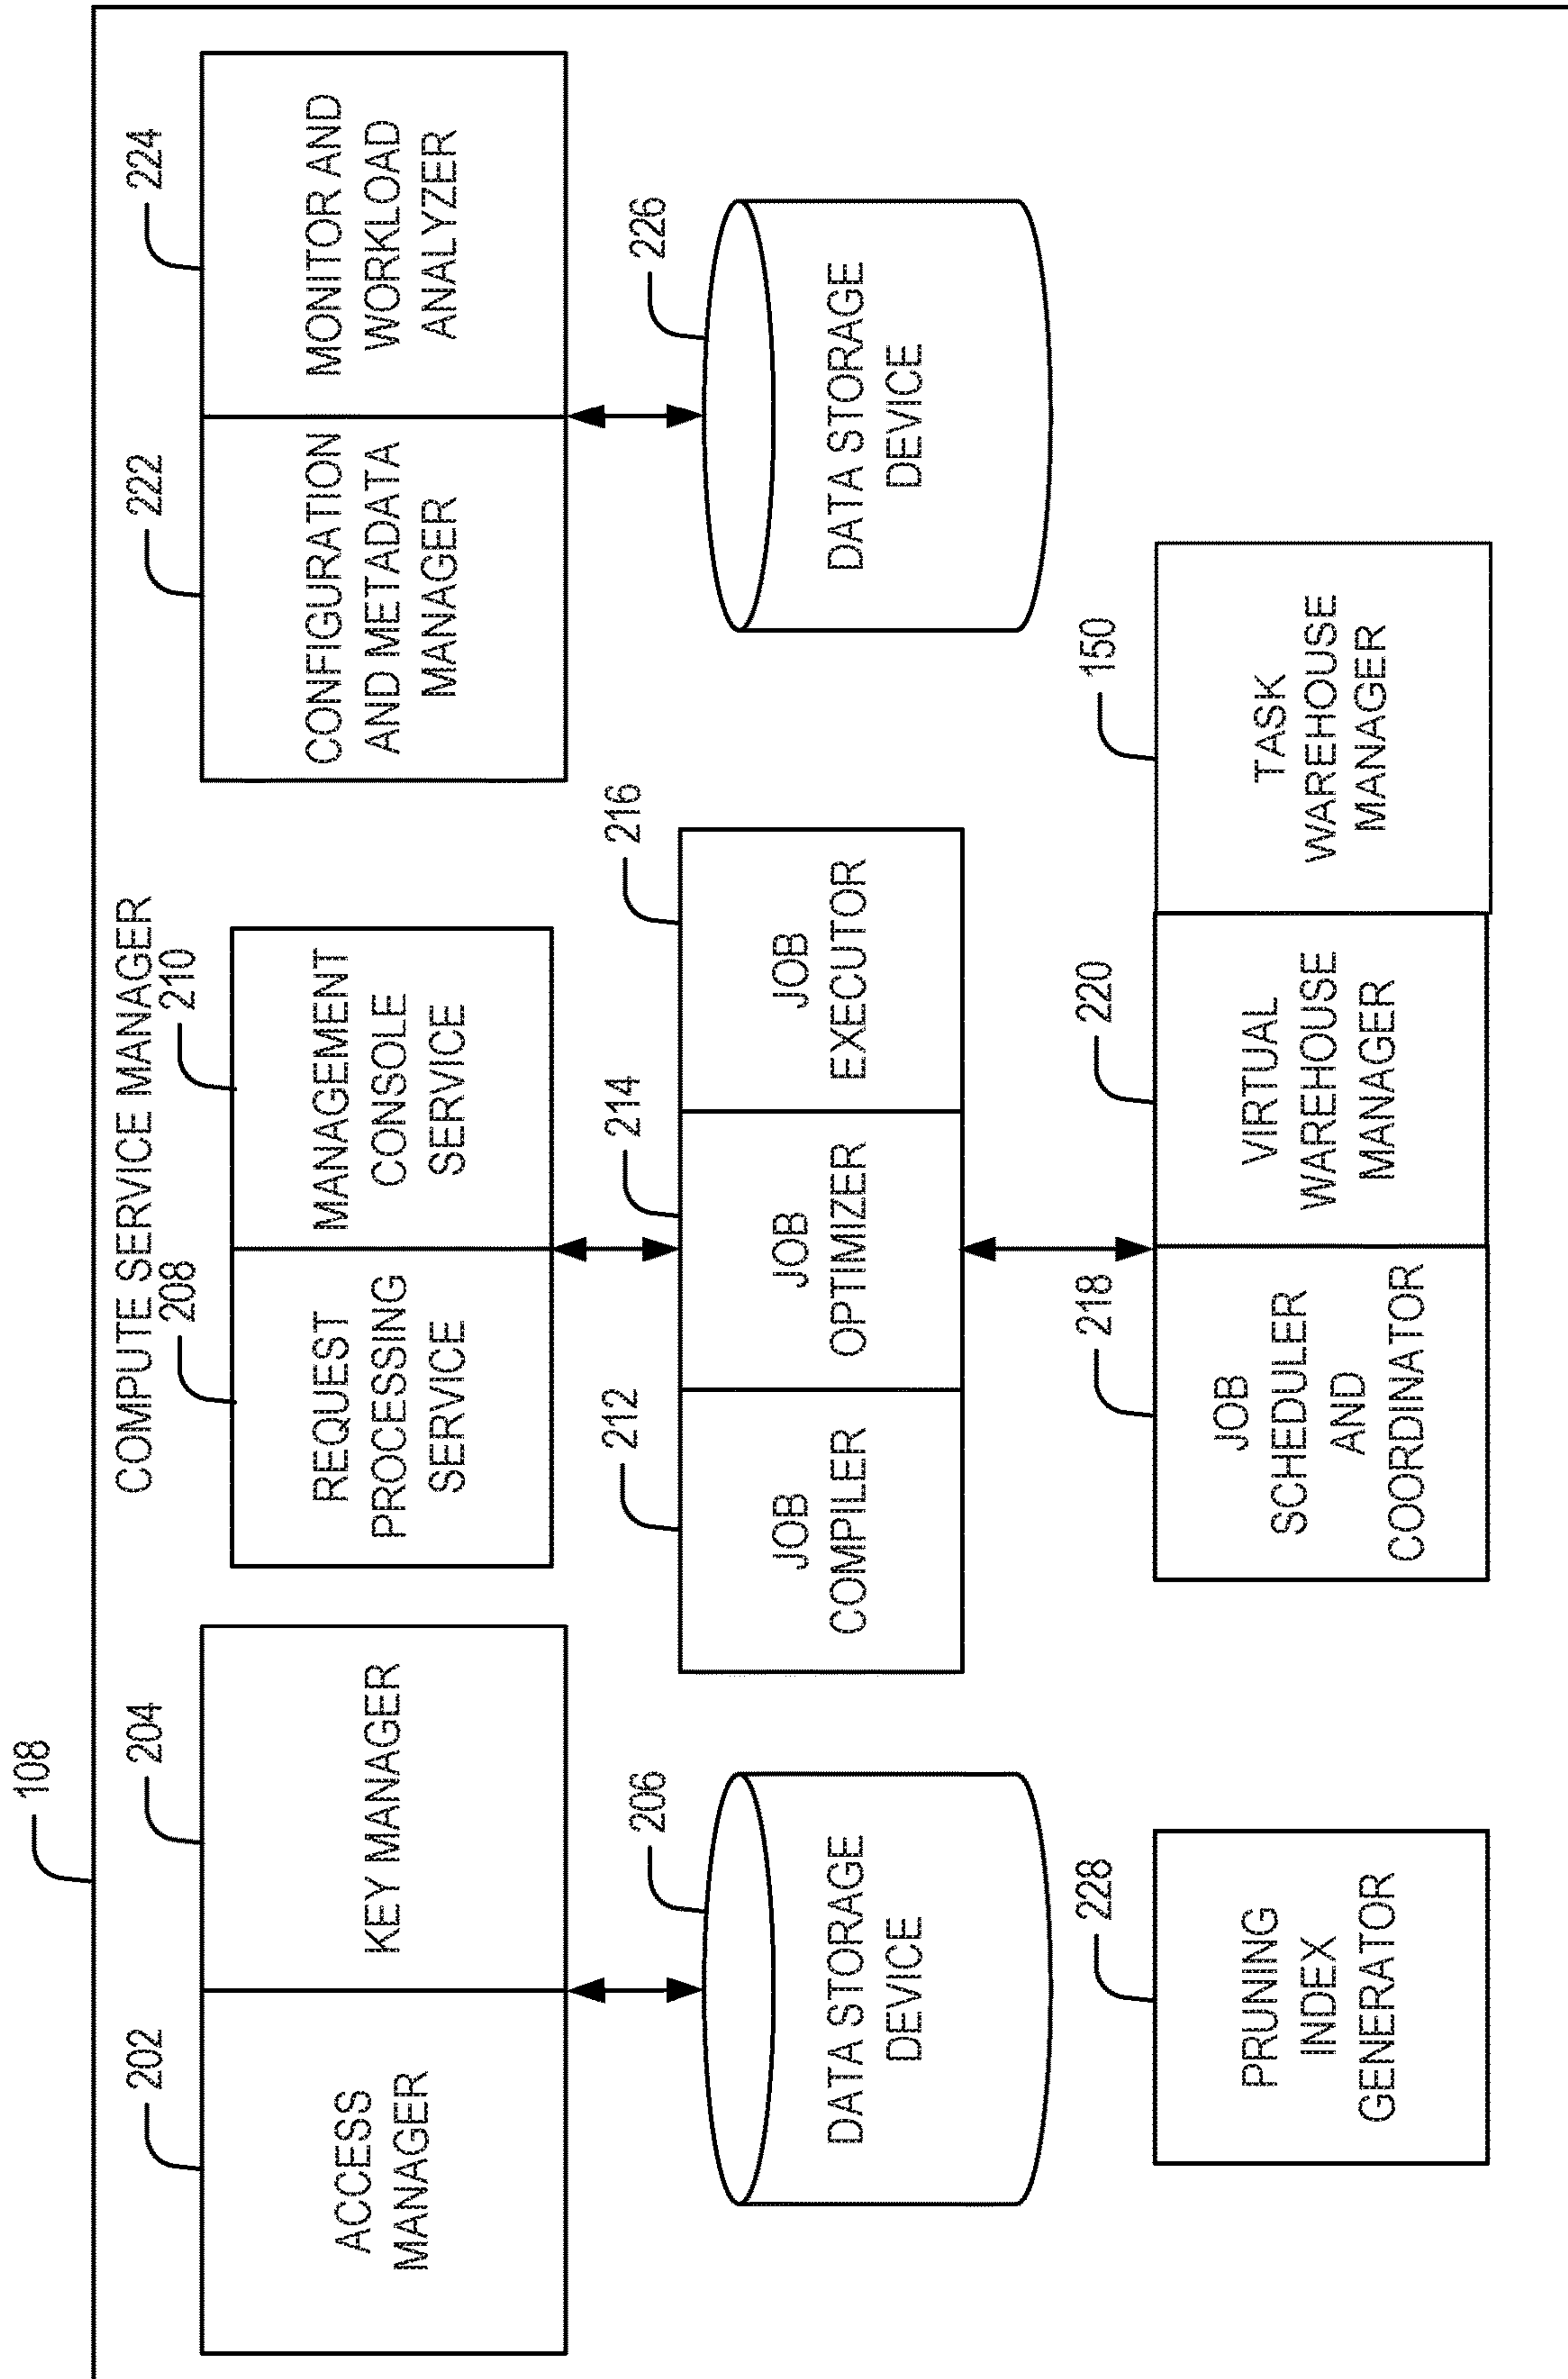 108
COMPUTE SERVICE MANAGER
202
204
ACCESS
MANAGER
KEY MANAGER
206
DATA STORAGE
DEVICE
228
PRUNING
INDEX
GENERATOR
208
210
REQUEST
PROCESSING
SERVICE
MANAGEMENT
CONSOLE
SERVICE
212
214
216
JOB
COMPILER
JOB
OPTIMIZER
JOB
EXECUTOR
218
220
150
JOB
SCHEDULER
AND
COORDINATOR
VIRTUAL
WAREHOUSE
MANAGER
TASK
WAREHOUSE
MANAGER
222
224
CONFIGURATION
AND METADATA
MANAGER
MONITOR AND
WORKLOAD
ANALYZER
226
DATA STORAGE
DEVICE